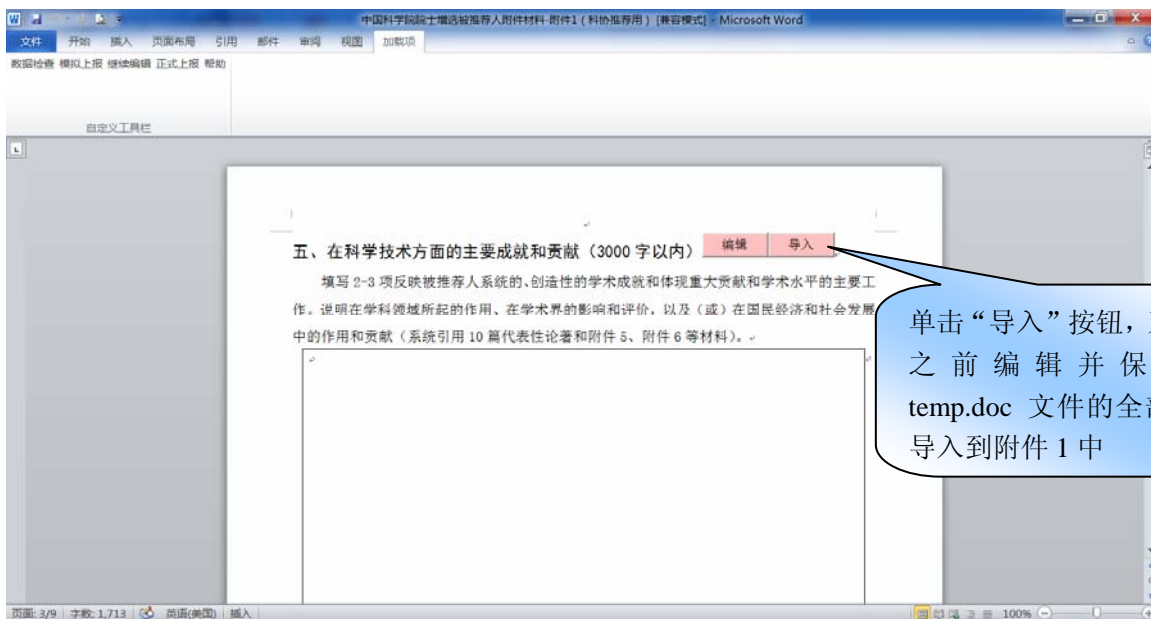 中国科学院院士增选被推荐人附件材料-附件1（科协推荐用）[兼容模式] - Microsoft Word
文件 开始 插入 页面布局 引用 邮件 审阅 视图 加载项
数据检查 模拟上报 继续编辑 正式上报 帮助
自定义工具栏
五、在科学技术方面的主要成就和贡献（3000 字以内） 编辑 导入
填写 2-3 项反映被推荐人系统的、创造性的学术成就和体现重大贡献和学术水平的主要工
作。说明在学科领域所起的作用、在学术界的影响和评价，以及（或）在国民经济和社会发展
中的作用和贡献（系统引用 10 篇代表性论著和附件 5、附件 6 等材料）。
单击“导入”按钮，
之前编辑并保
temp.doc 文件的全
导入到附件 1 中
页面: 3/9 字数: 1,713 英语(美国) 插入 100%